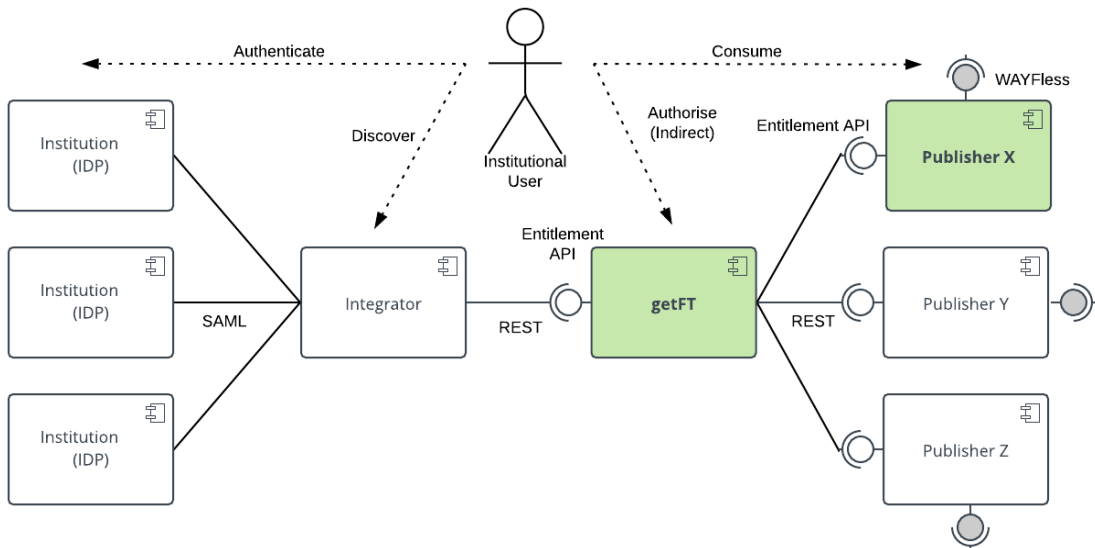 Authenticate
Consume
WAYFless
Discover
Authorise
(Indirect)
Entitlement API
Institution
(IDP)
Publisher X
Institutional
User
Entitlement
API
Institution
(IDP)
SAML
Integrator
REST
getFT
REST
Publisher Y
Institution
(IDP)
Publisher Z